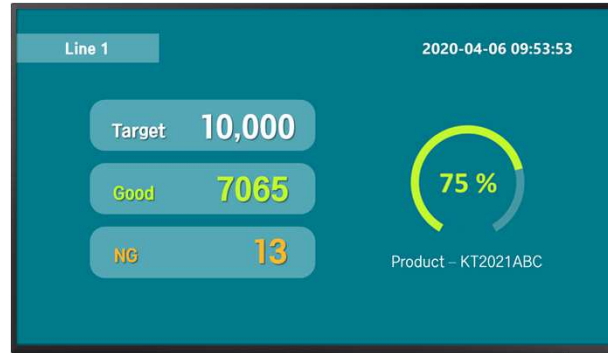 Line 1
2020-04-06 09:53:53
Target 10,000
Good 7065
NG 13
75 %
Product – KT2021ABC